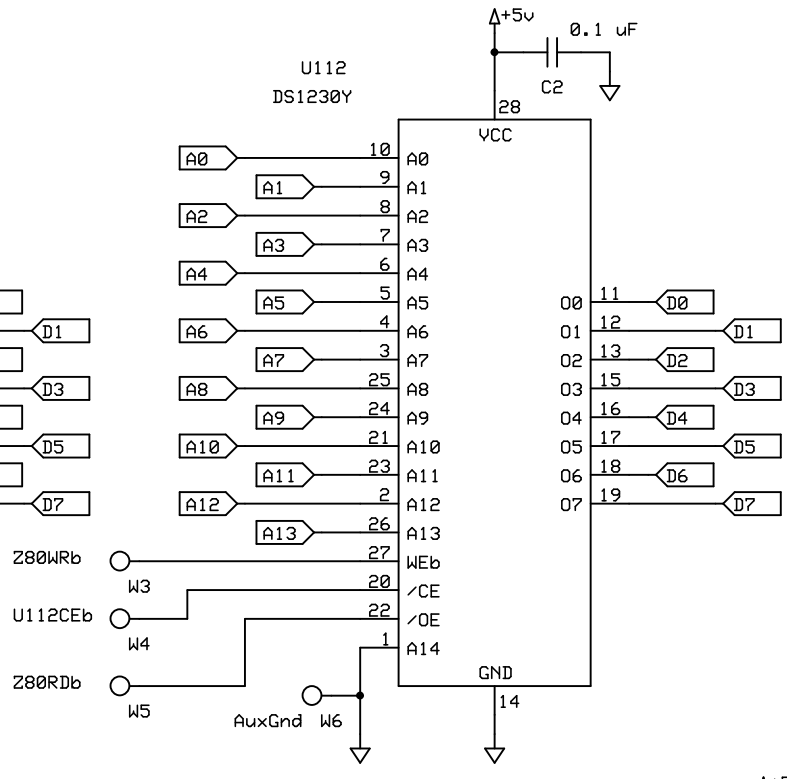 +5v
0.1 uF
U112
C2
DS1230Y
28
VCC
A0 10 A0
A1 9 A1
A2 8 A2
A3 7 A3
A4 6 A4
A5 5 A5 O0 11 D0
D1 A6 4 A6 O1 12 D1
A7 3 A7 O2 13 D2
D3 A8 25 A8 O3 15 D3
A9 24 A9 O4 16 D4
D5 A10 21 A10 O5 17 D5
A11 23 A11 O6 18 D6
D7 A12 2 A12 O7 19 D7
A13 26 A13
Z80WRb 27 WEb
W3
20 /CE
U112CEb
W4
22 /OE
1 A14
Z80RDb
W5
GND
14
AuxGnd W6